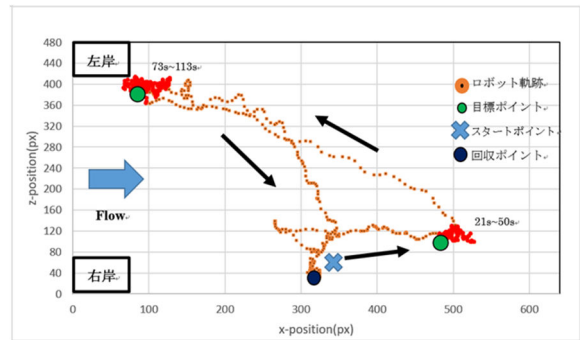 480
440
400
360
320
280
240
200
160
120
80
40
0
z-position(px)
左岸
73s~113s
ロボット軌跡
目標ポイント
スタートポイント
回収ポイント
Flow
21s~50s
右岸
0
100
200
300
400
500
600
x-position(px)